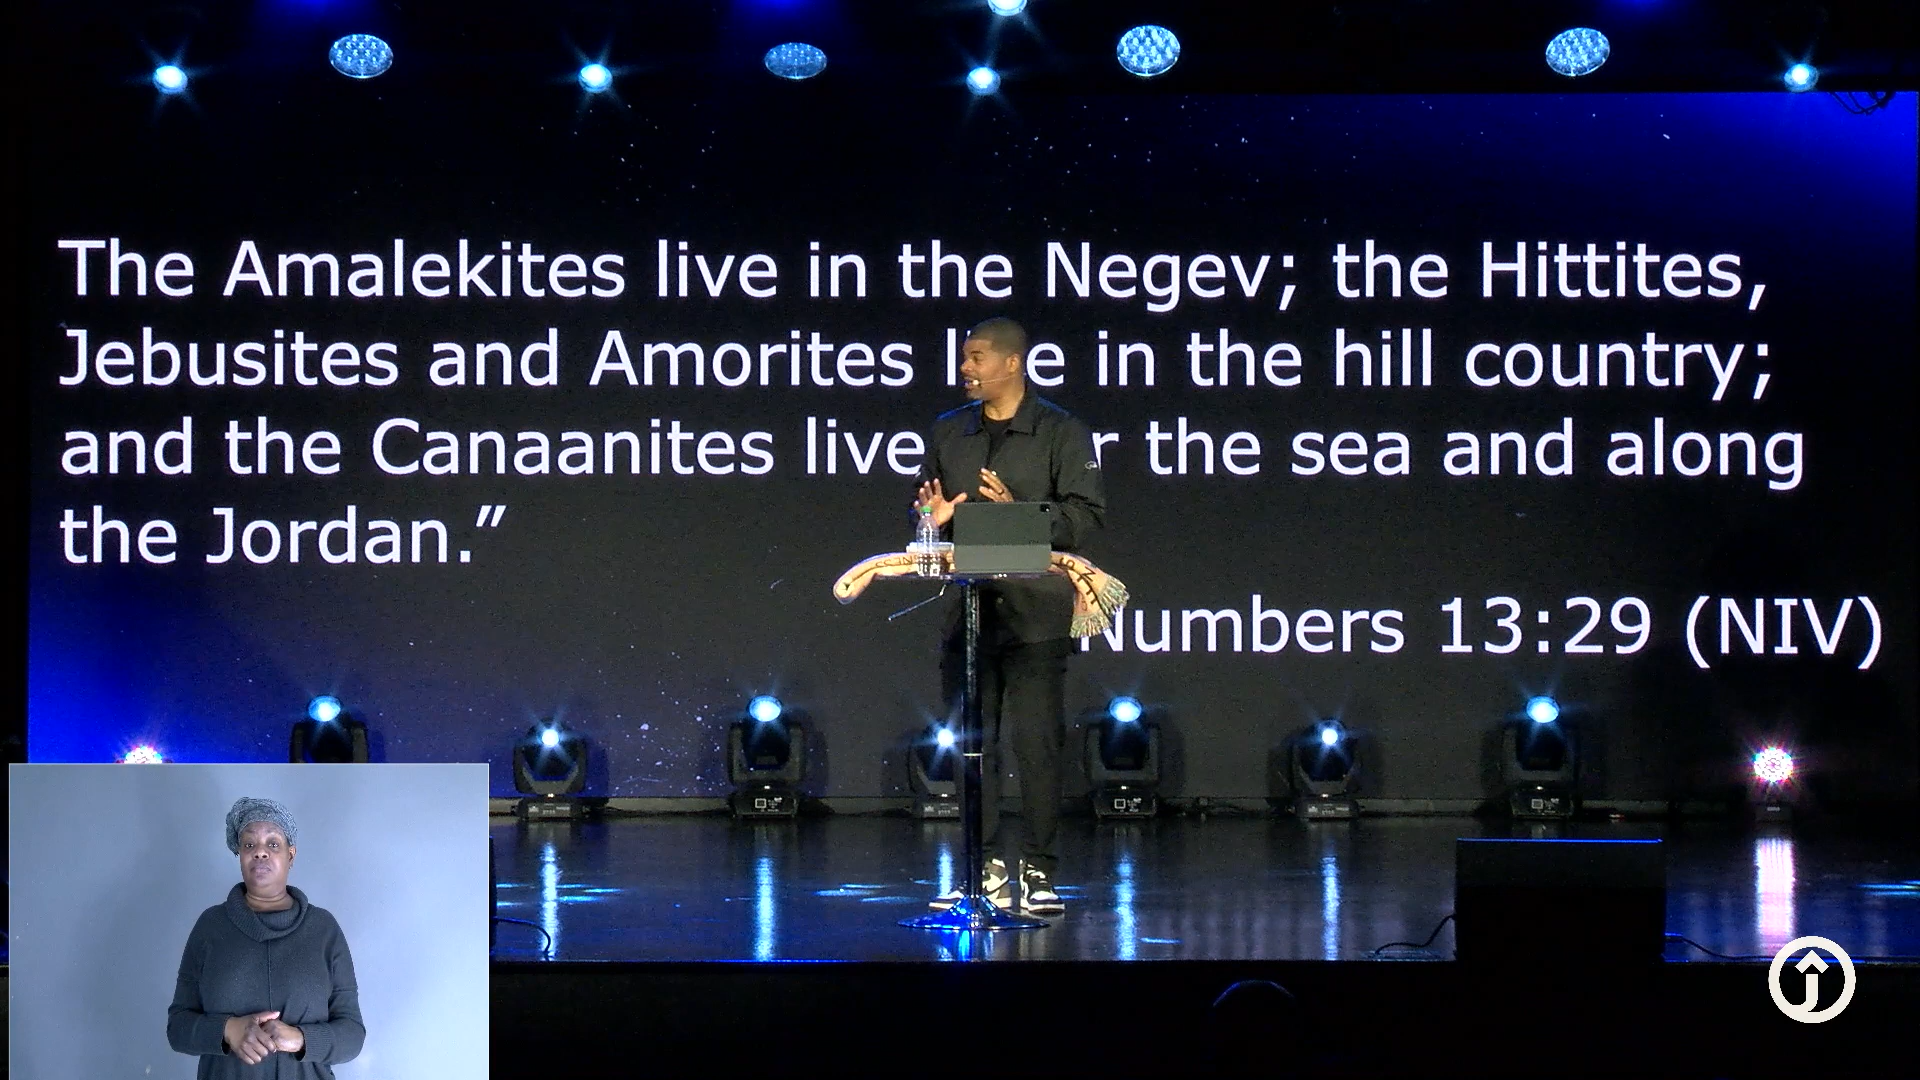 The Amalekites live in the Negev; the Hittites,
Jebusites and Amorites in the hill country;
and the Canaanites live the sea and along
the Jordan.”
Numbers 13:29 (NIV)